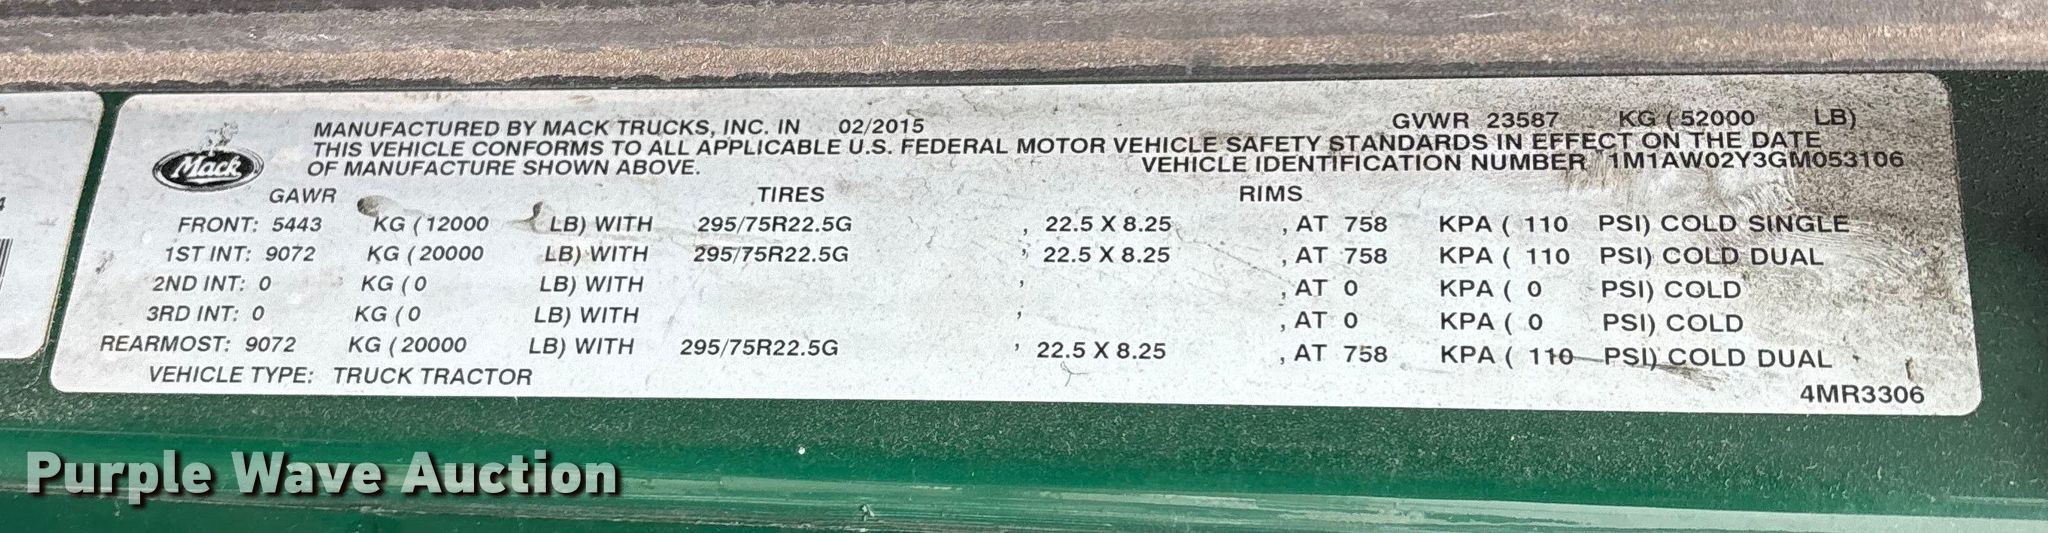 MANUFACTURED BY MACK TRUCKS, INC. IN 02/2015 GVWR 23587 KG ( 52000 LB)
THIS VEHICLE CONFORMS TO ALL APPLICABLE U.S. FEDERAL MOTOR VEHICLE SAFETY STANDARDS IN EFFECT ON THE DATE
Mack OF MANUFACTURE SHOWN ABOVE. VEHICLE IDENTIFICATION NUMBER 1M1AW02Y3GM053106
GAWR TIRES RIMS
FRONT: 5443 KG ( 12000 LB) WITH 295/75R22.5G , 22.5 X 8.25 , AT 758 KPA ( 110 PSI) COLD SINGLE
1ST INT: 9072 KG ( 20000 LB) WITH 295/75R22.5G , 22.5 X 8.25 , AT 758 KPA ( 110 PSI) COLD DUAL
2ND INT: 0 KG ( 0 LB) WITH , , AT 0 KPA ( 0 PSI) COLD
3RD INT: 0 KG ( 0 LB) WITH , , AT 0 KPA ( 0 PSI) COLD
REARMOST: 9072 KG ( 20000 LB) WITH 295/75R22.5G , 22.5 X 8.25 , AT 758 KPA ( 110 PSI) COLD DUAL
VEHICLE TYPE: TRUCK TRACTOR
4MR3306
4
Purple Wave Auction